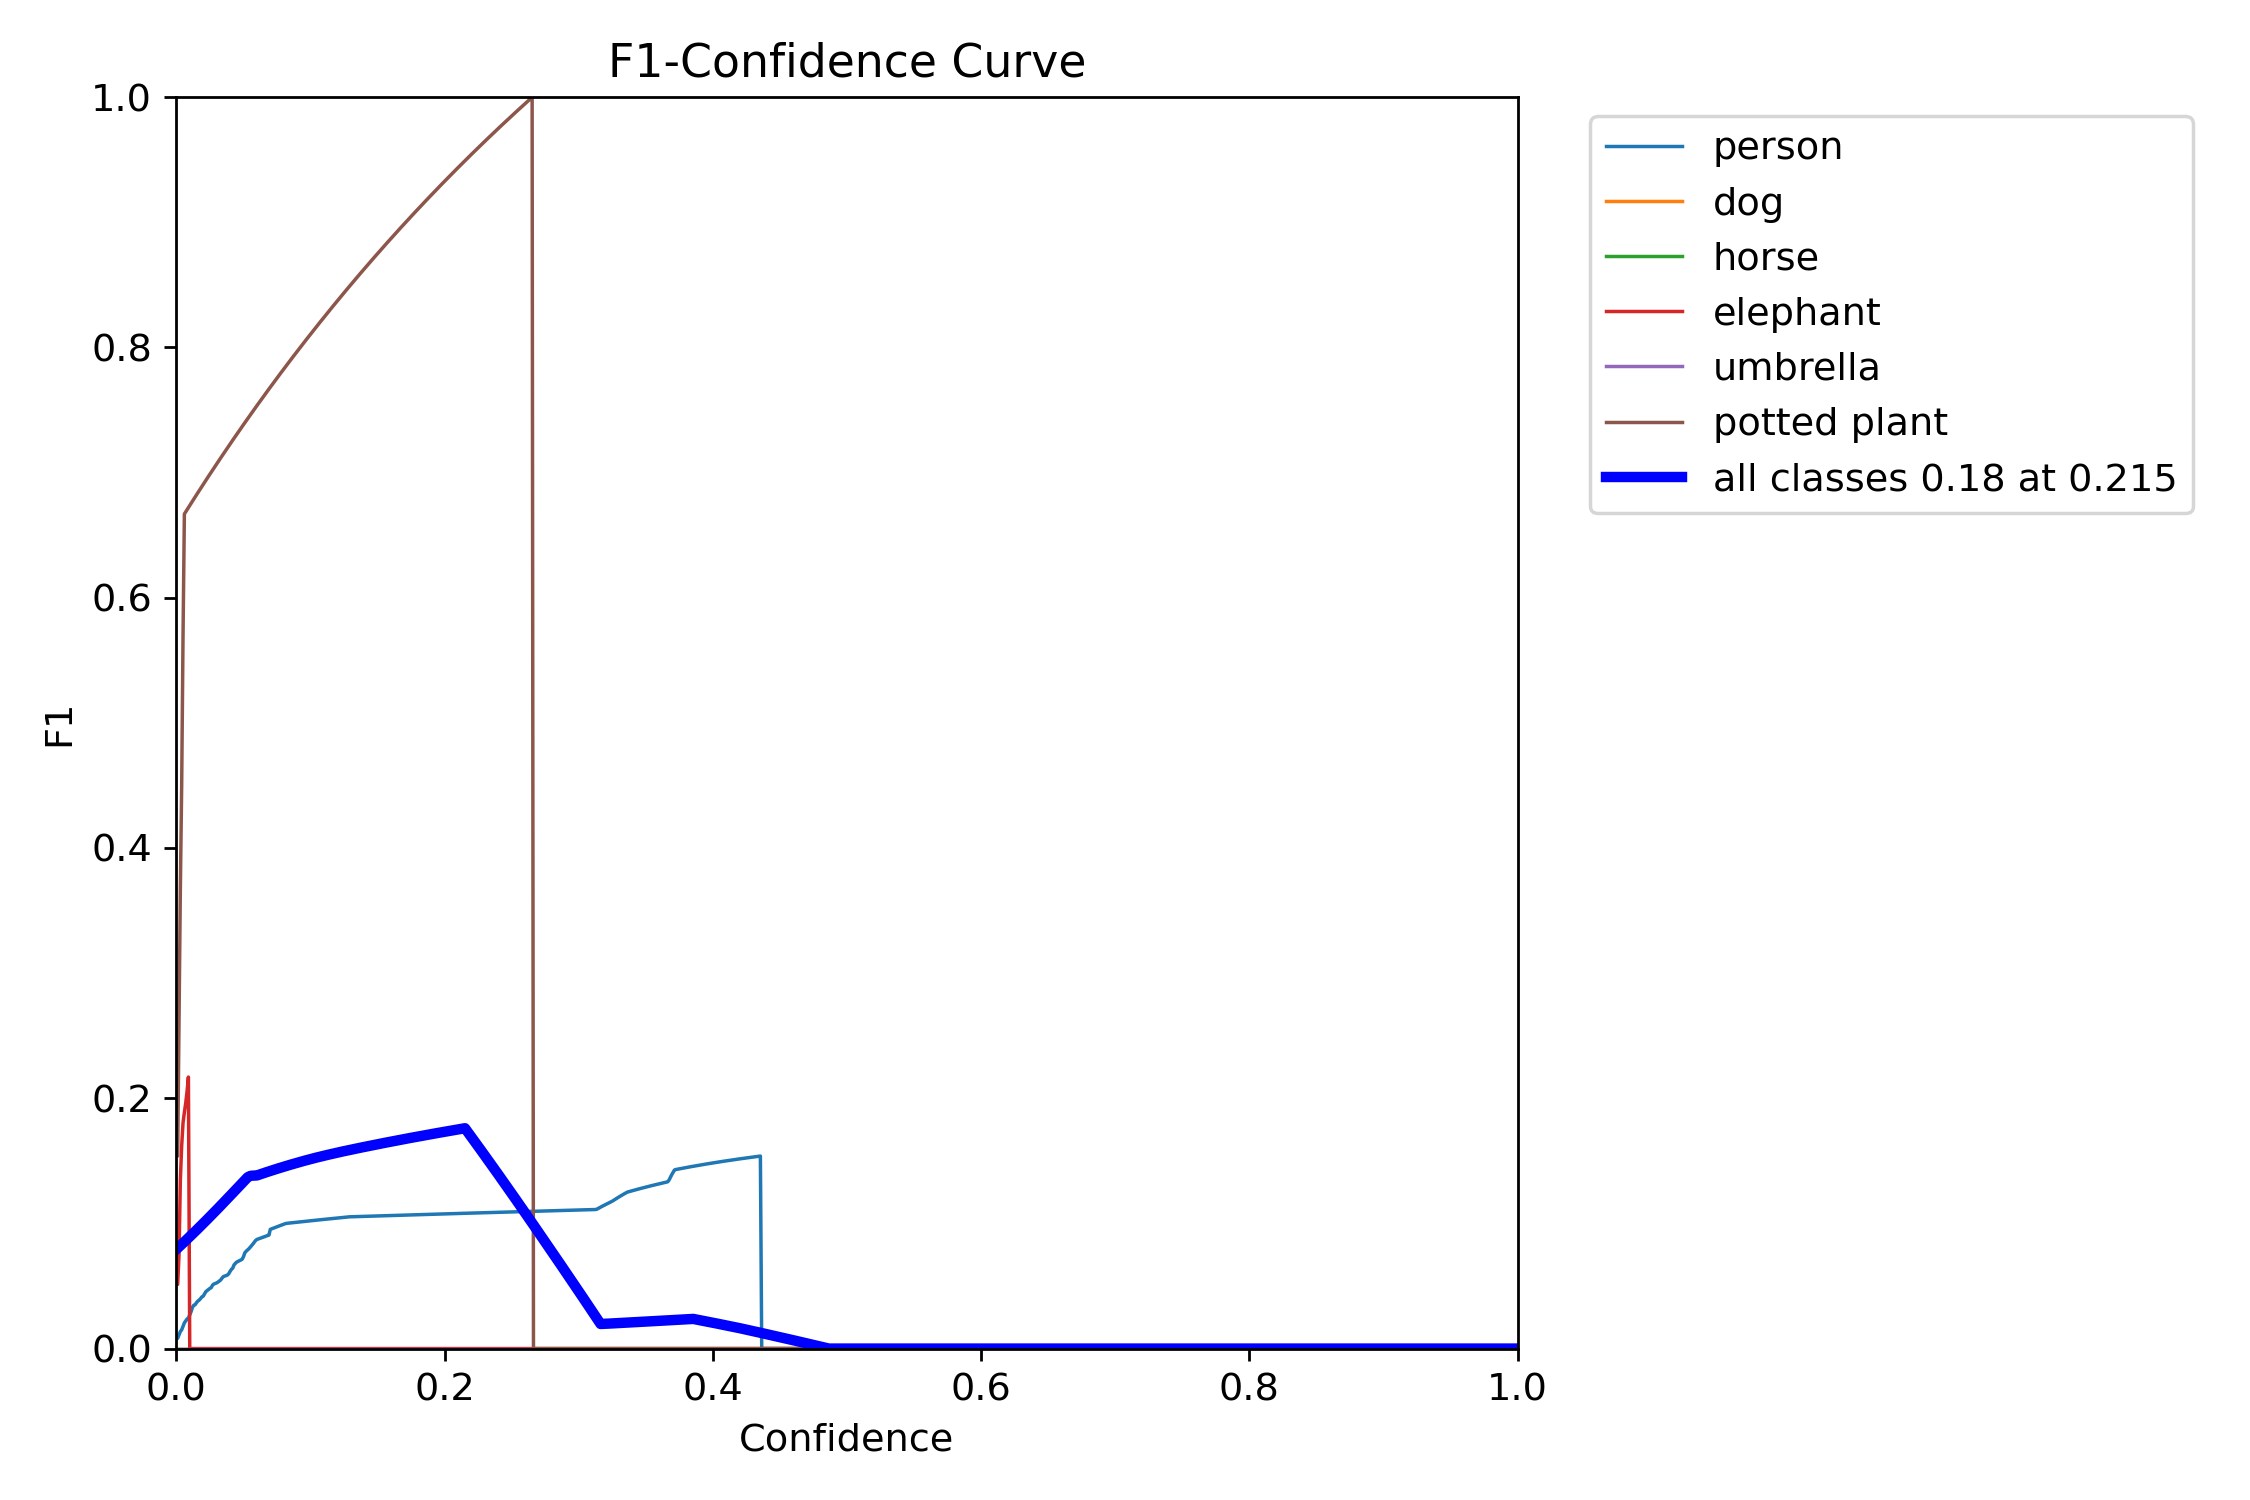 F1-Confidence Curve
1.0
0.8
0.6
0.4
0.2
0.0
F1
0.0 0.2 0.4 0.6 0.8 1.0
Confidence
person
dog
horse
elephant
umbrella
potted plant
all classes 0.18 at 0.215